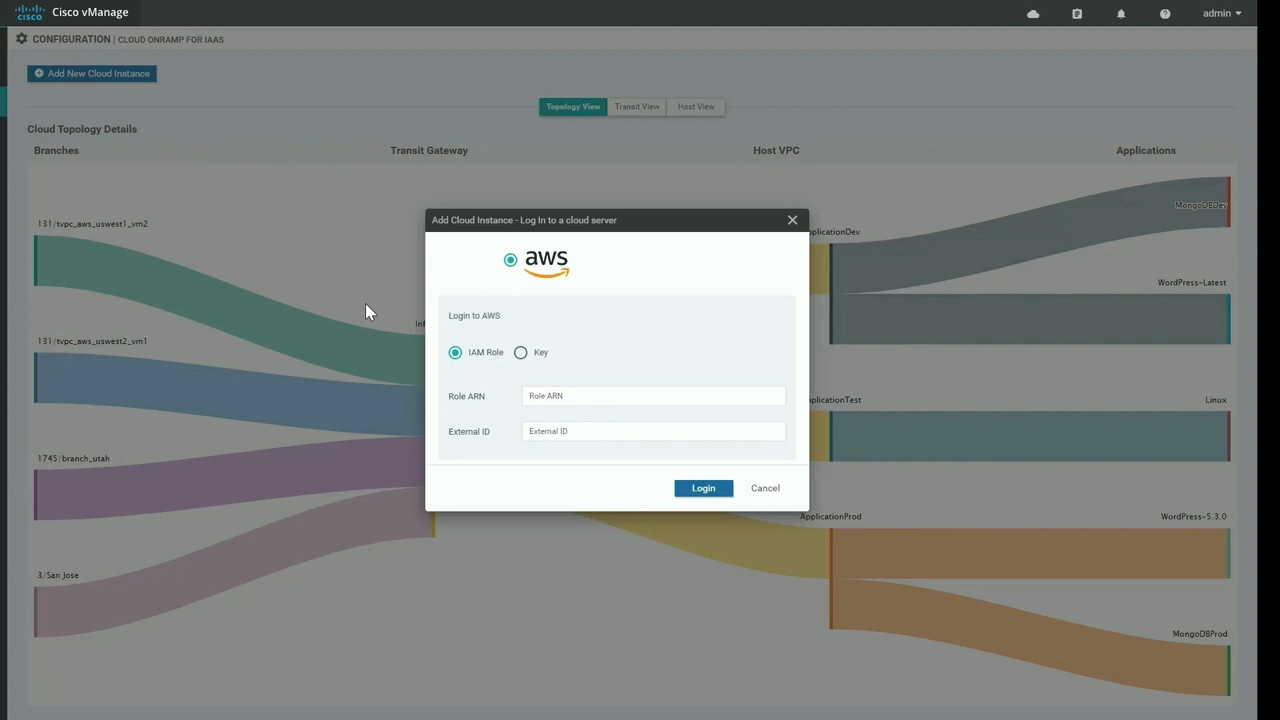 CISCO
Cisco vManage
admin
CONFIGURATION | CLOUD ONRAMP FOR IAAS
Add New Cloud Instance
Topology View
Transit View
Host View
Cloud Topology Details
Branches
Transit Gateway
Host VPC
Applications
131/tvpc_aws_uswest1_vm2
131/tvpc_aws_uswest2_vm1
1745/branch_utah
3/San Jose
Add Cloud Instance - Log In to a cloud server
aws
Login to AWS
IAM Role
Key
Role ARN
Role ARN
External ID
External ID
Login
Cancel
ApplicationProd
MongoDBDev
WordPress-Latest
Linux
WordPress-5.3.0
MongoDBProd